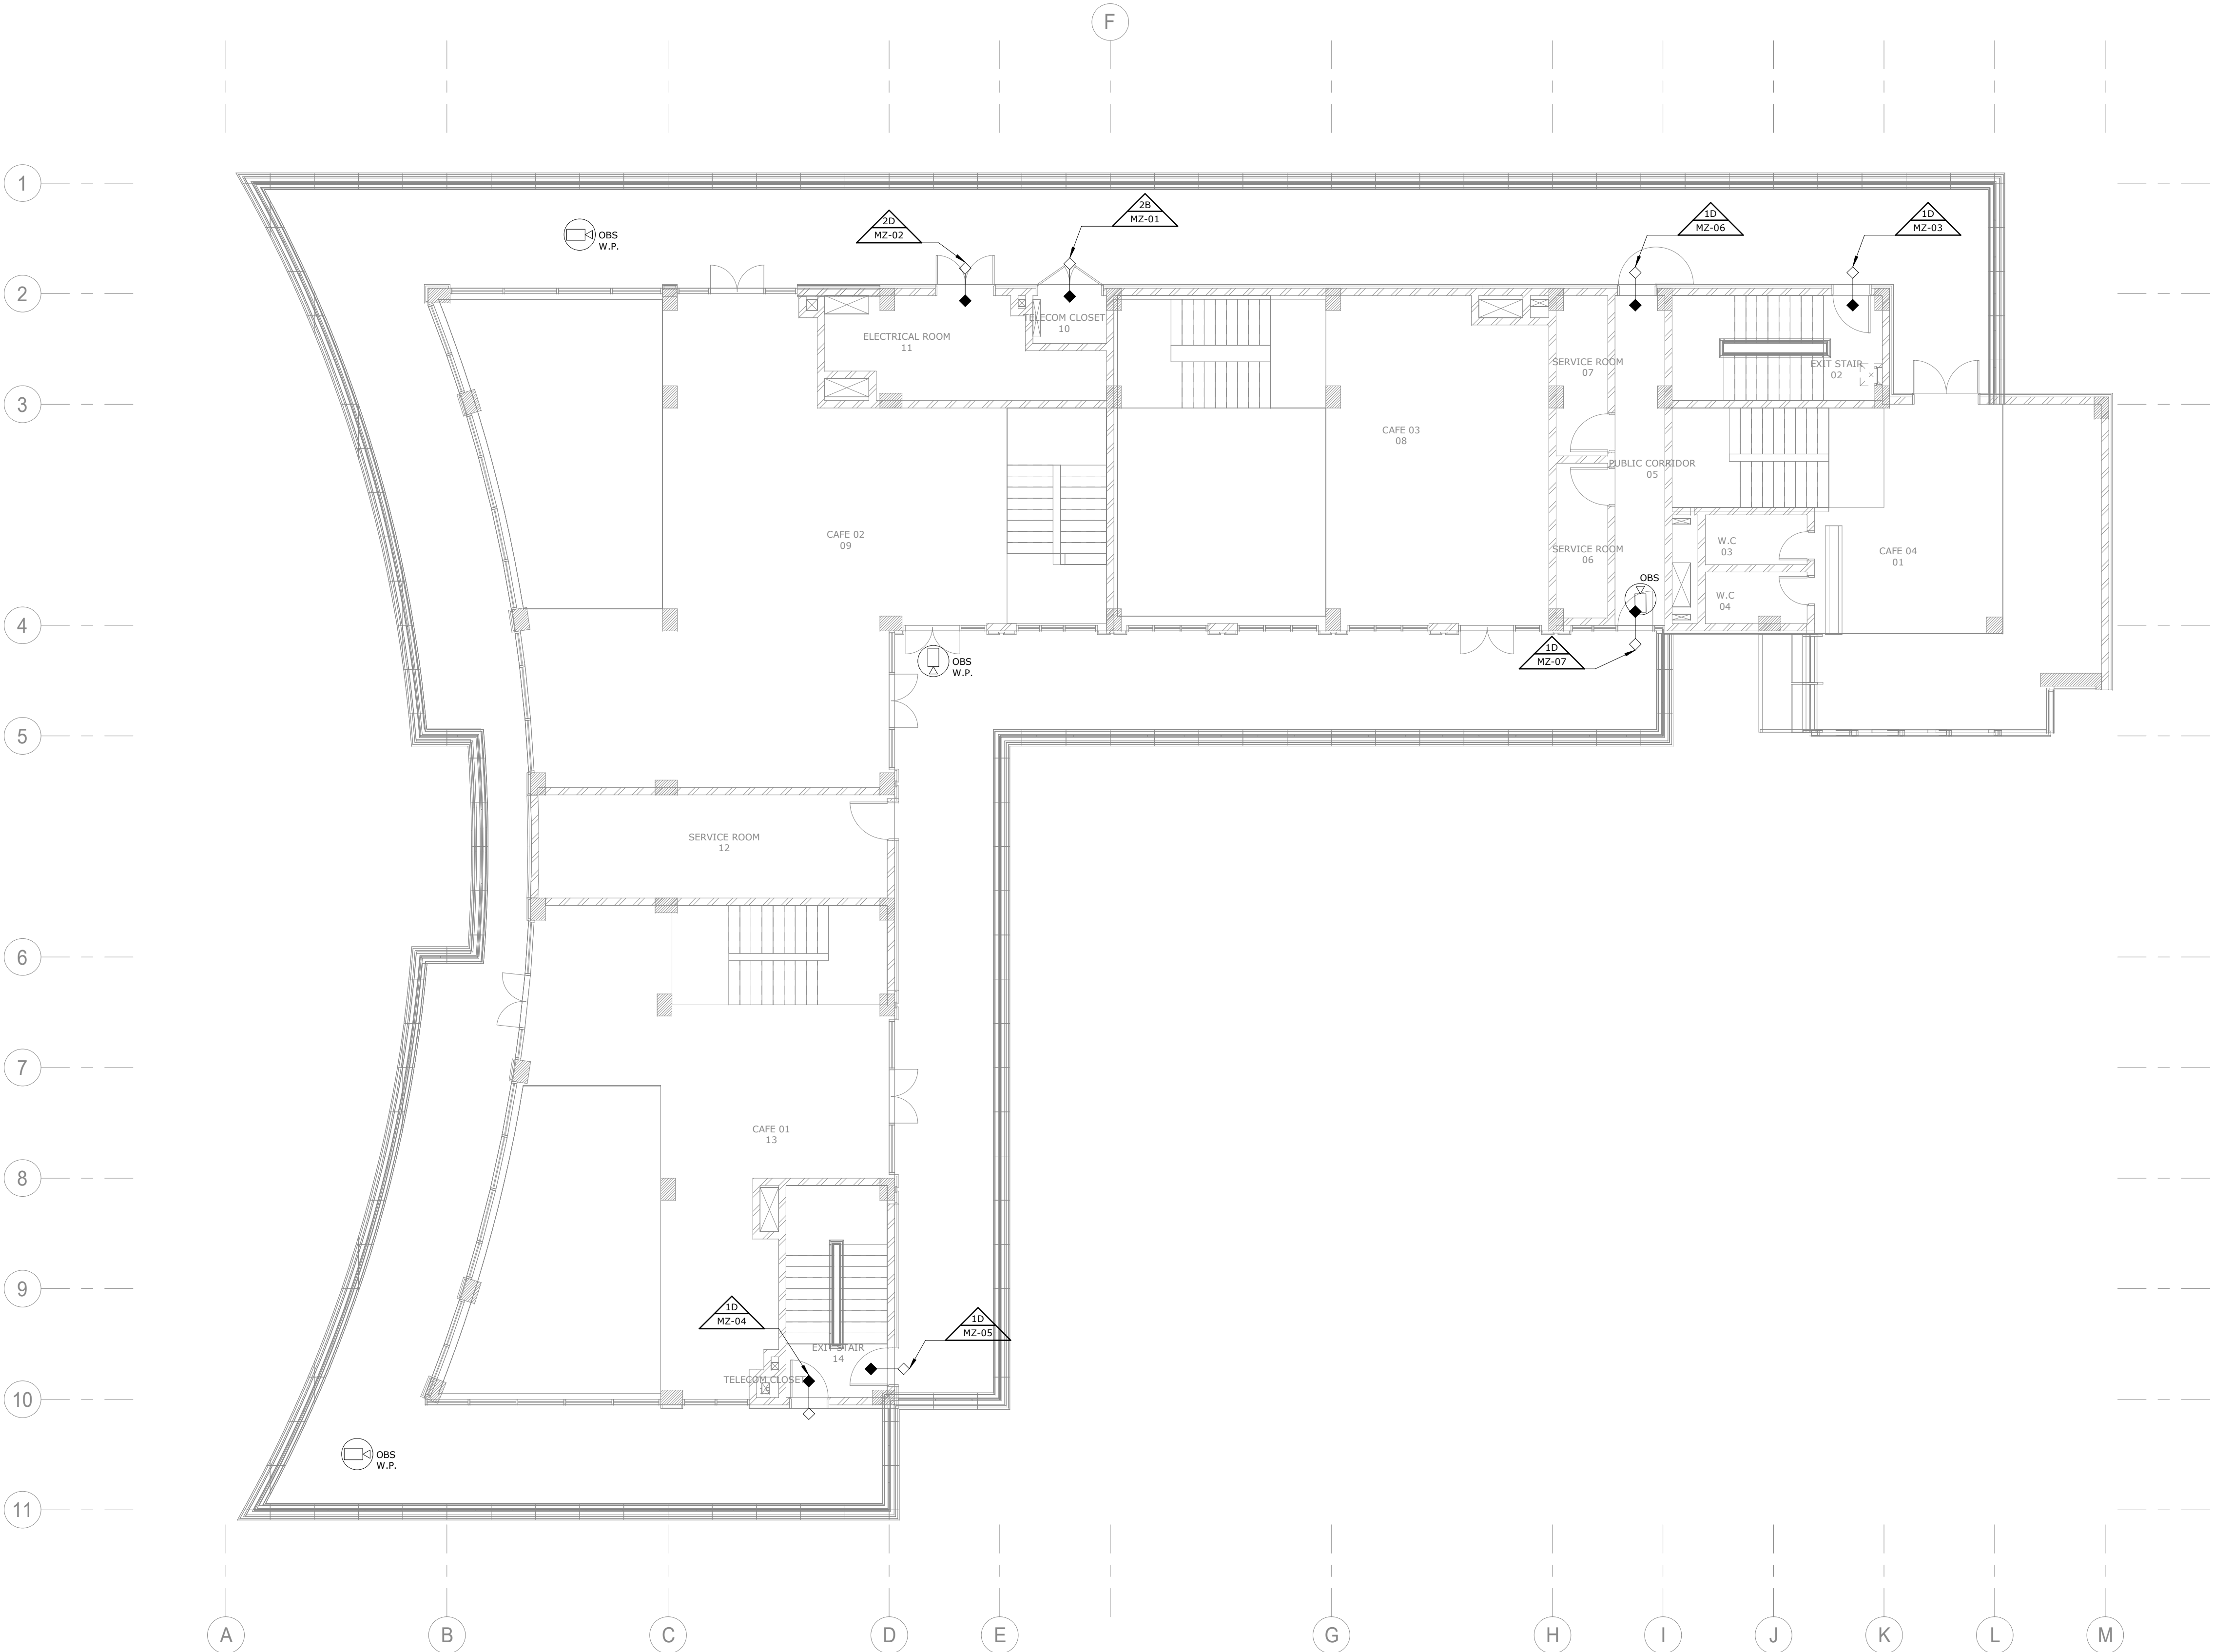 F
1
2B
MZ-01
1D
MZ-06
1D
MZ-03
2D
MZ-02
OBS
W.P.
2
TELECOM CLOSET
10
ELECTRICAL ROOM
11
SERVICE ROOM
07
EXIT STAIR
02
3
CAFE 03
08
PUBLIC CORRIDOR
05
CAFE 02
09
W.C
03
SERVICE ROOM
06
CAFE 04
01
OBS
W.C
04
4
1D
MZ-07
OBS
W.P.
5
SERVICE ROOM
12
6
7
CAFE 01
13
8
9
1D
MZ-04
1D
MZ-05
EXIT STAIR
14
TELECOM CLOSET
15
10
OBS
W.P.
11
A
B
C
D
E
G
H
I
J
K
L
M